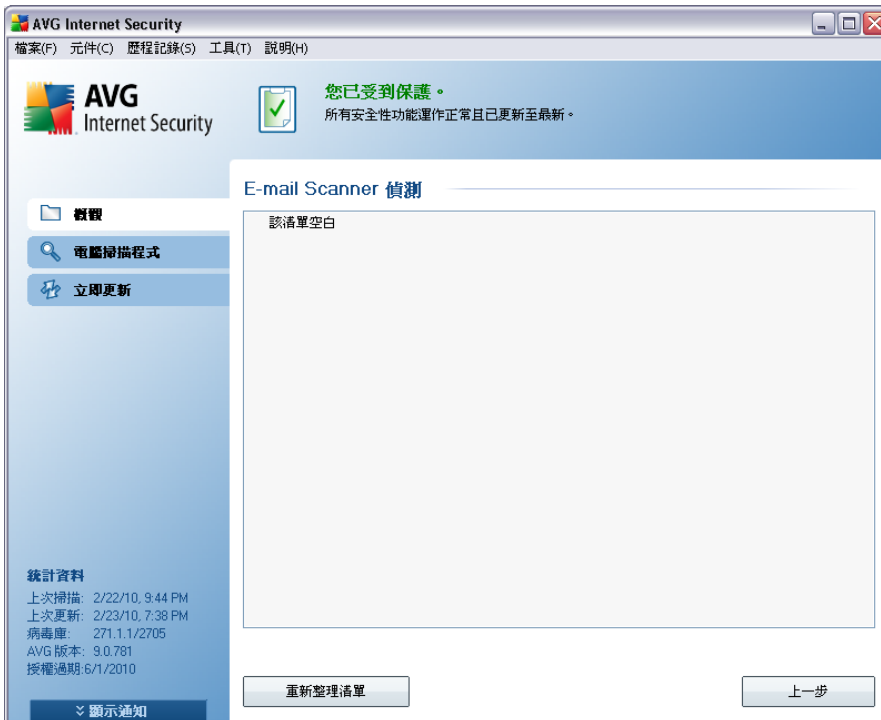 AVG Internet Security
檔案(F) 元件(C) 歷程記錄(S) 工具(T) 說明(H)
AVG
Internet Security
您已受到保護。
所有安全性功能運作正常且已更新至最新。
概觀
電腦掃描程式
立即更新
E-mail Scanner 偵測
該清單空白
統計資料
上次掃描: 2/22/10, 9:44 PM
上次更新: 2/23/10, 7:38 PM
病毒庫: 271.1.1/2705
AVG 版本: 9.0.781
授權過期:6/1/2010
顯示通知
重新整理清單
上一步